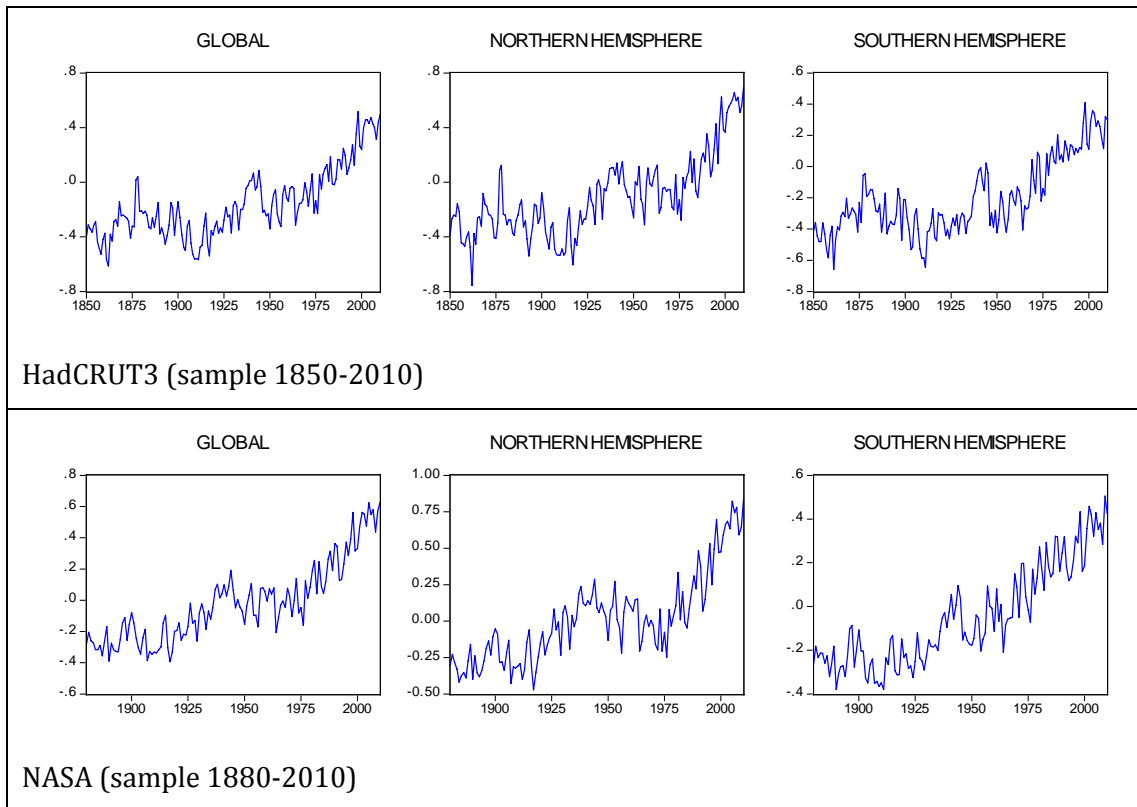 GLOBAL NORTHERN HEMISPHERE SOUTHERN HEMISPHERE
.8 .8 .6
.4 .4 .4
.2
.0 .0 .0
-.2
-.4 -.4 -.4
-.6
-.8 -.8 -.8
1850 1875 1900 1925 1950 1975 2000 1850 1875 1900 1925 1950 1975 2000 1850 1875 1900 1925 1950 1975 2000
HadCRUT3 (sample 1850-2010)
GLOBAL NORTHERN HEMISPHERE SOUTHERN HEMISPHERE
.8 1.00 .6
.6 0.75 .4
.4 0.50 .2
.2 0.25 .0
.0 0.00 -.2
-.2 -0.25 -.4
-.4 -0.50
-.6
1900 1925 1950 1975 2000 1900 1925 1950 1975 2000 1900 1925 1950 1975 2000
NASA (sample 1880-2010)